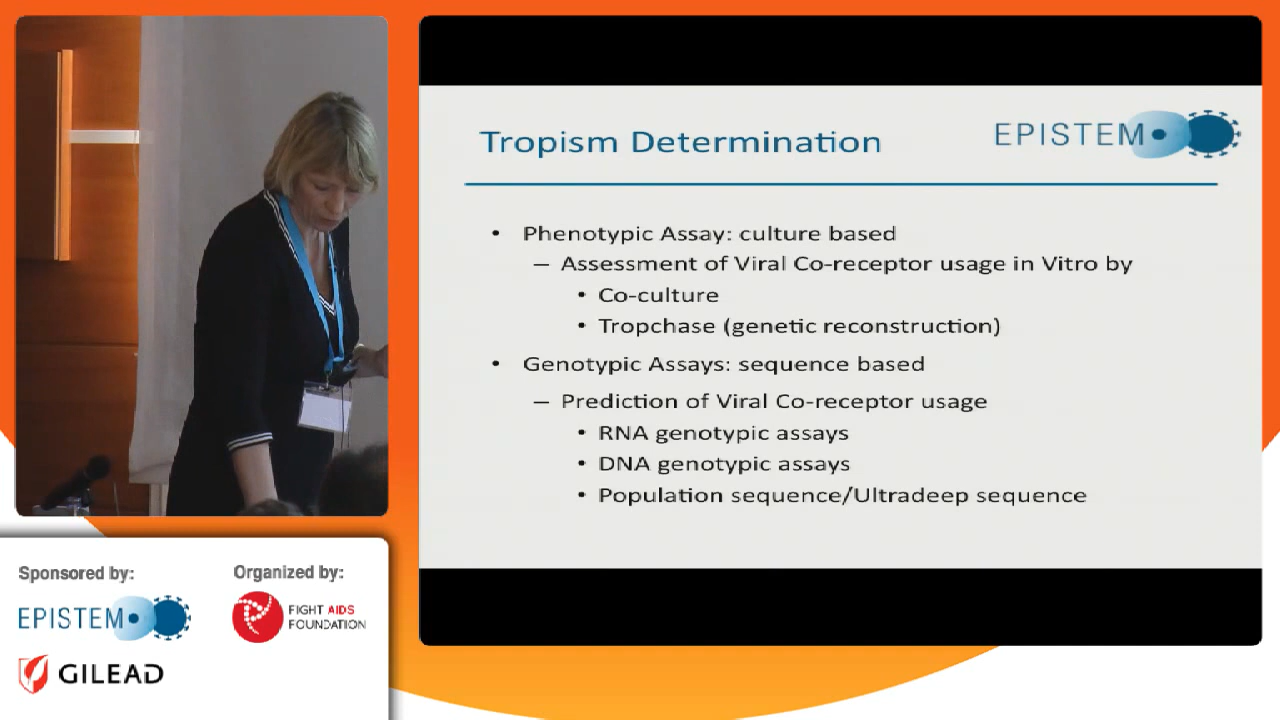 Tropism Determination
EPISTEM
• Phenotypic Assay: culture based
– Assessment of Viral Co-receptor usage in Vitro by
• Co-culture
• Tropchase (genetic reconstruction)
• Genotypic Assays: sequence based
– Prediction of Viral Co-receptor usage
• RNA genotypic assays
• DNA genotypic assays
• Population sequence/Ultradeep sequence
Sponsored by:
EPISTEM
GILEAD
Organized by:
FIGHT AIDS
FOUNDATION